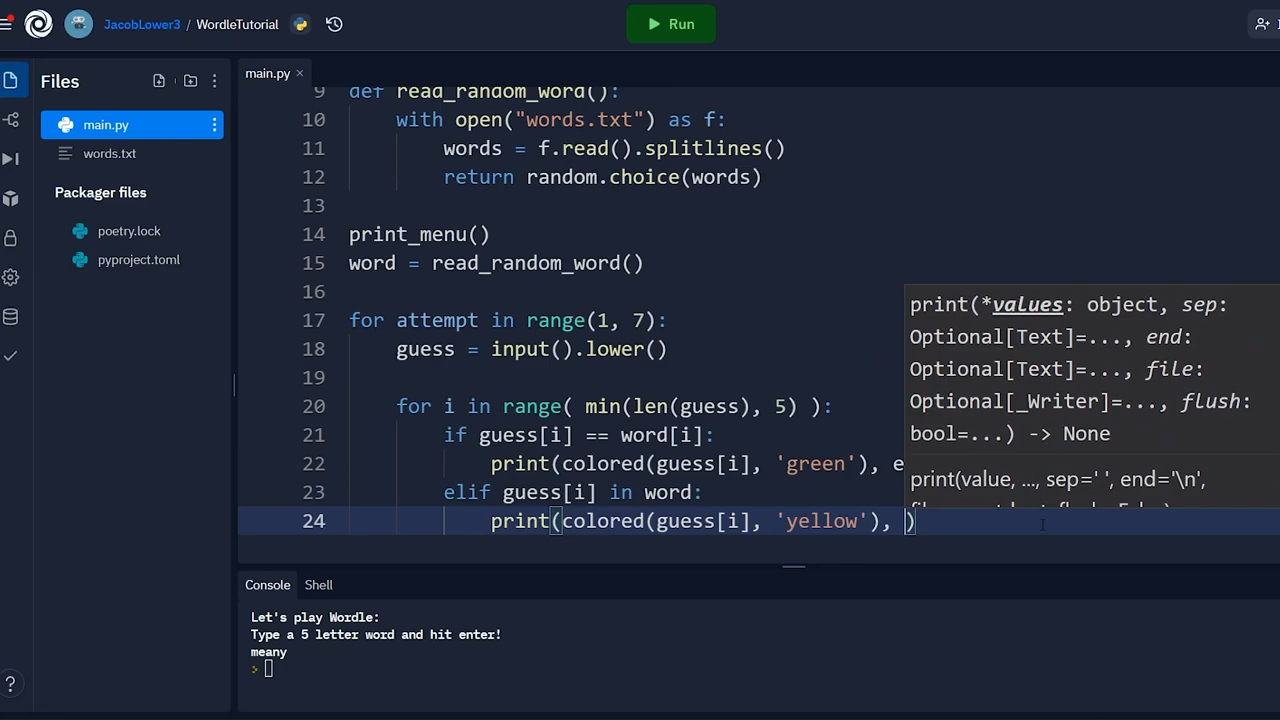 JacobLower3 / WordleTutorial
Run
Files
main.py
main.py
words.txt
Packager files
poetry.lock
pyproject.toml
9 def read_random_word():
10 with open("words.txt") as f:
11 words = f.read().splitlines()
12 return random.choice(words)
13
14 print_menu()
15 word = read_random_word()
16
17 for attempt in range(1, 7):
18 guess = input().lower()
19
20 for i in range( min(len(guess), 5) ):
21 if guess[i] == word[i]:
22 print(colored(guess[i], 'green'), e
23 elif guess[i] in word:
24 print(colored(guess[i], 'yellow'), )
print(*values: object, sep:
Optional[Text]=..., end:
Optional[Text]=..., file:
Optional[_Writer]=..., flush:
bool=...) -> None
print(value, ..., sep=' ', end='\n',
Console Shell
Let's play Wordle:
Type a 5 letter word and hit enter!
meany
>
?